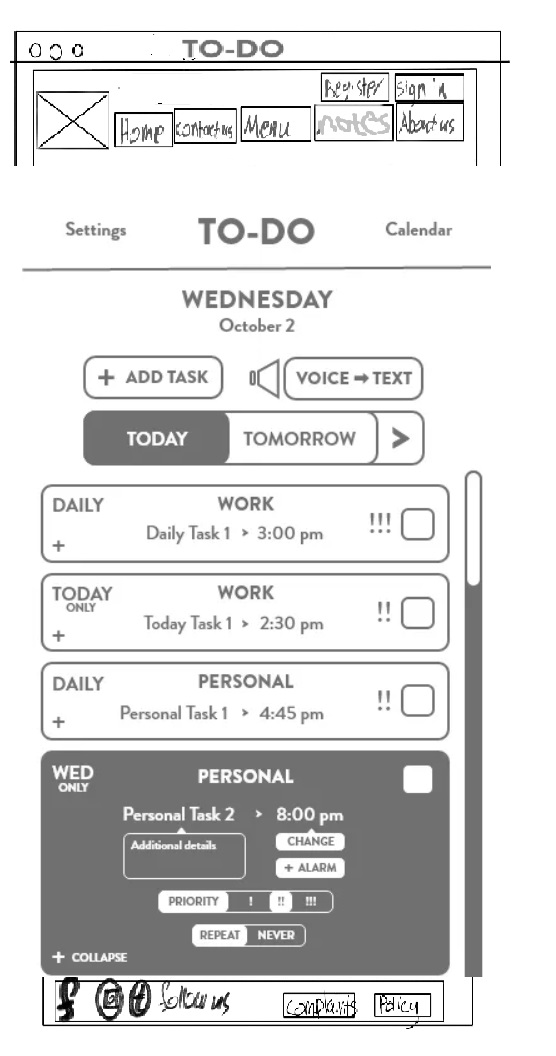 TO-DO
Register Sign in
Home Contact us Menu notes About us
Settings TO-DO Calendar
WEDNESDAY
October 2
+ ADD TASK VOICE → TEXT
TODAY TOMORROW >
DAILY WORK
Daily Task 1 > 3:00 pm !!!
+
TODAY WORK
ONLY
Today Task 1 > 2:30 pm !!
+
DAILY PERSONAL
Personal Task 1 > 4:45 pm !!
+
WED PERSONAL
ONLY
Personal Task 2 > 8:00 pm
Additional details CHANGE
+ ALARM
PRIORITY ! !! !!!
REPEAT NEVER
+ COLLAPSE
f t follow us Complaints Policy